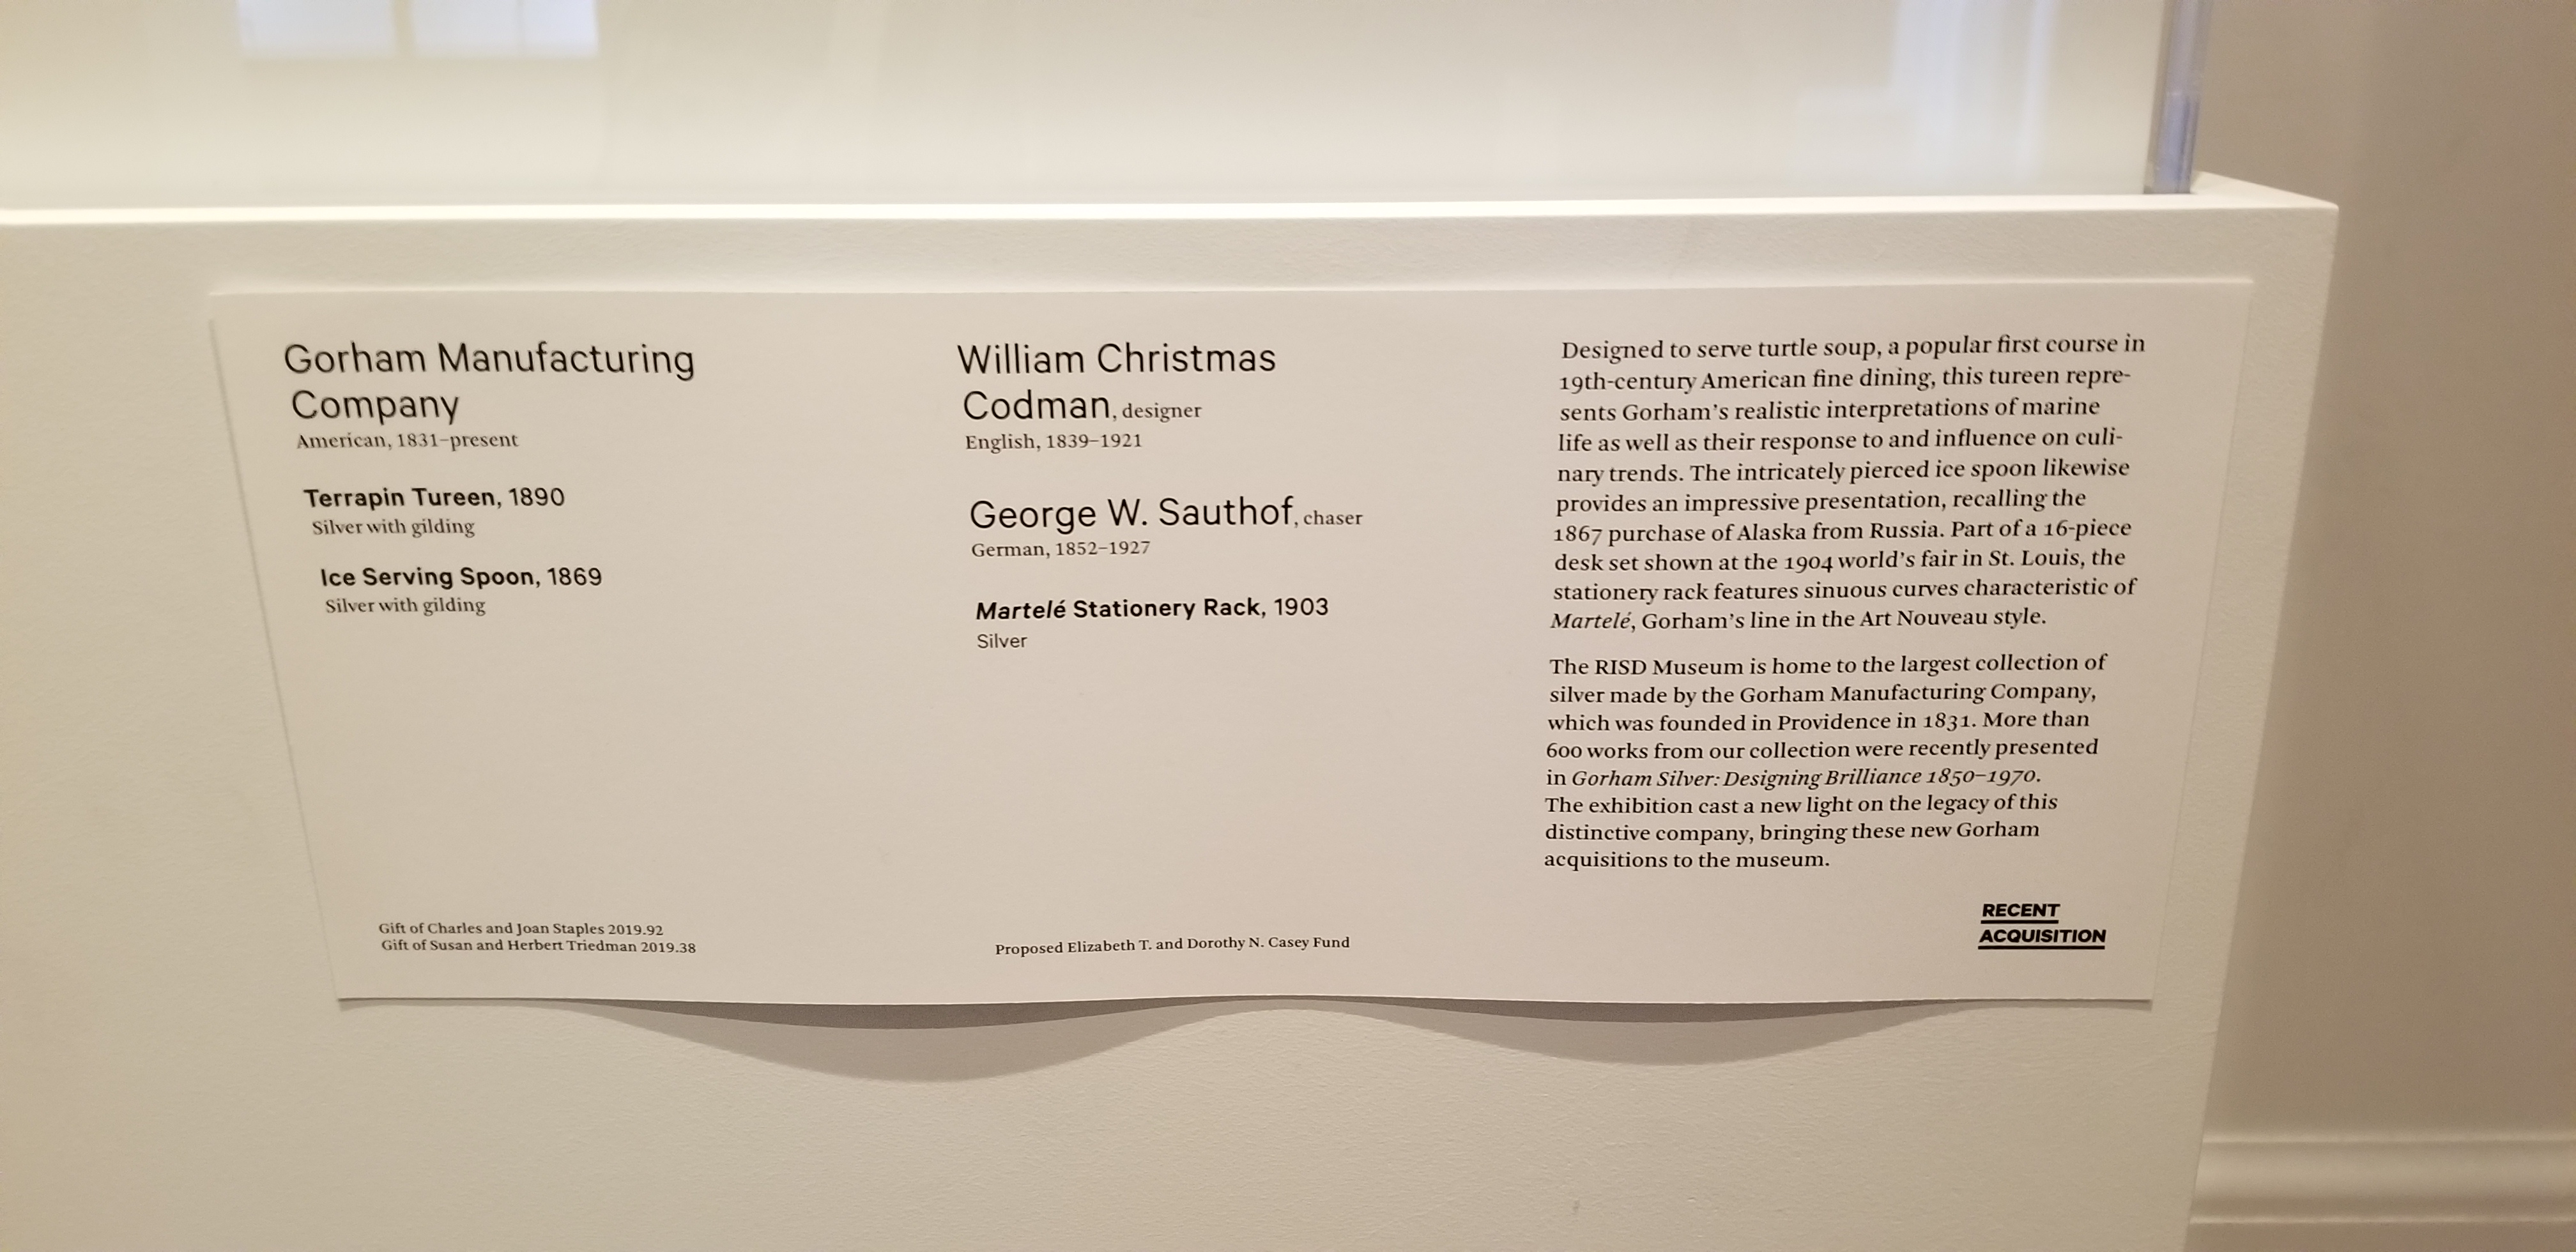 Gorham Manufacturing
Company
American, 1831–present
Terrapin Tureen, 1890
Silver with gilding
Ice Serving Spoon, 1869
Silver with gilding
Gift of Charles and Joan Staples 2019.92
Gift of Susan and Herbert Triedman 2019.38
William Christmas
Codman, designer
English, 1839–1921
George W. Sauthof, chaser
German, 1852–1927
Martelé Stationery Rack, 1903
Silver
Proposed Elizabeth T. and Dorothy N. Casey Fund
Designed to serve turtle soup, a popular first course in
19th-century American fine dining, this tureen repre-
sents Gorham's realistic interpretations of marine
life as well as their response to and influence on culi-
nary trends. The intricately pierced ice spoon likewise
provides an impressive presentation, recalling the
1867 purchase of Alaska from Russia. Part of a 16-piece
desk set shown at the 1904 world's fair in St. Louis, the
stationery rack features sinuous curves characteristic of
Martelé, Gorham's line in the Art Nouveau style.
The RISD Museum is home to the largest collection of
silver made by the Gorham Manufacturing Company,
which was founded in Providence in 1831. More than
600 works from our collection were recently presented
in Gorham Silver: Designing Brilliance 1850–1970.
The exhibition cast a new light on the legacy of this
distinctive company, bringing these new Gorham
acquisitions to the museum.
RECENT
ACQUISITION